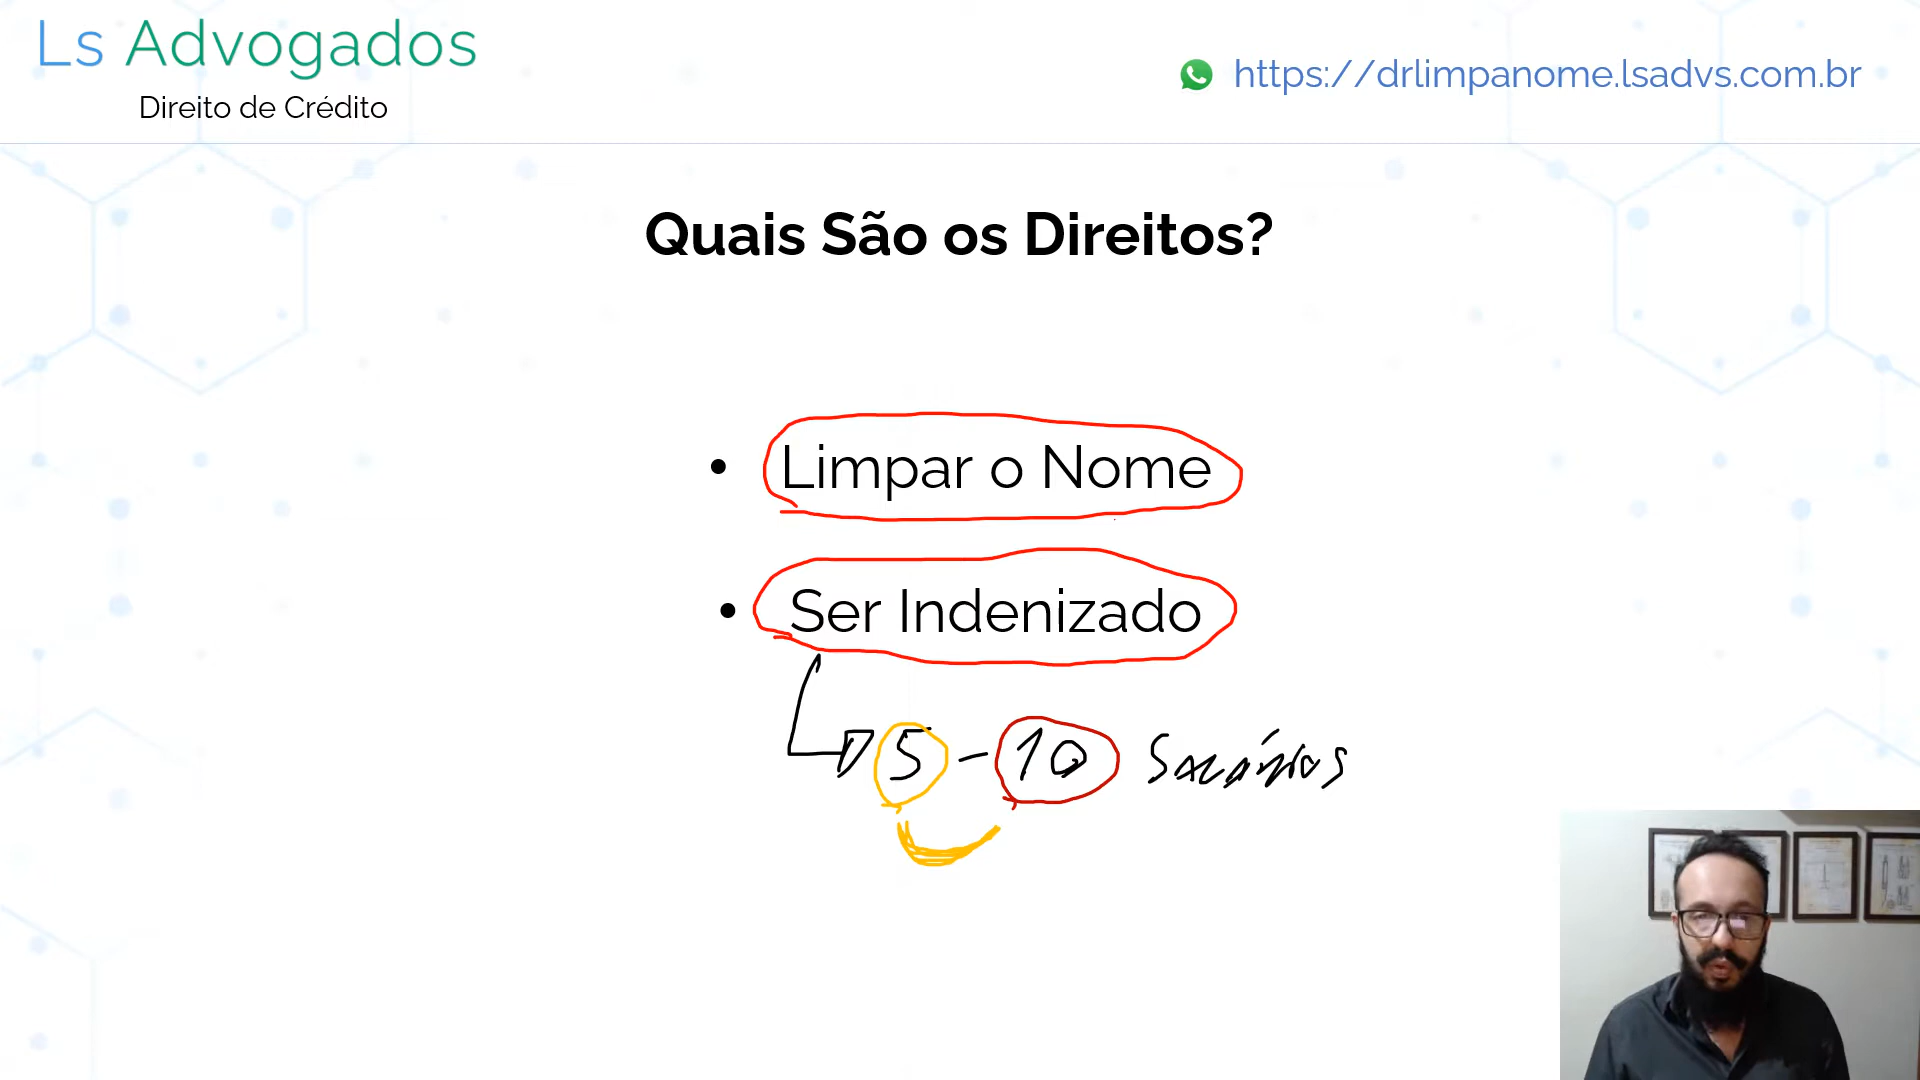 Ls Advogados
Direito de Crédito
https://drlimpanome.lsadvs.com.br
Quais São os Direitos?
• Limpar o Nome
• Ser Indenizado
5 - 10 Salários